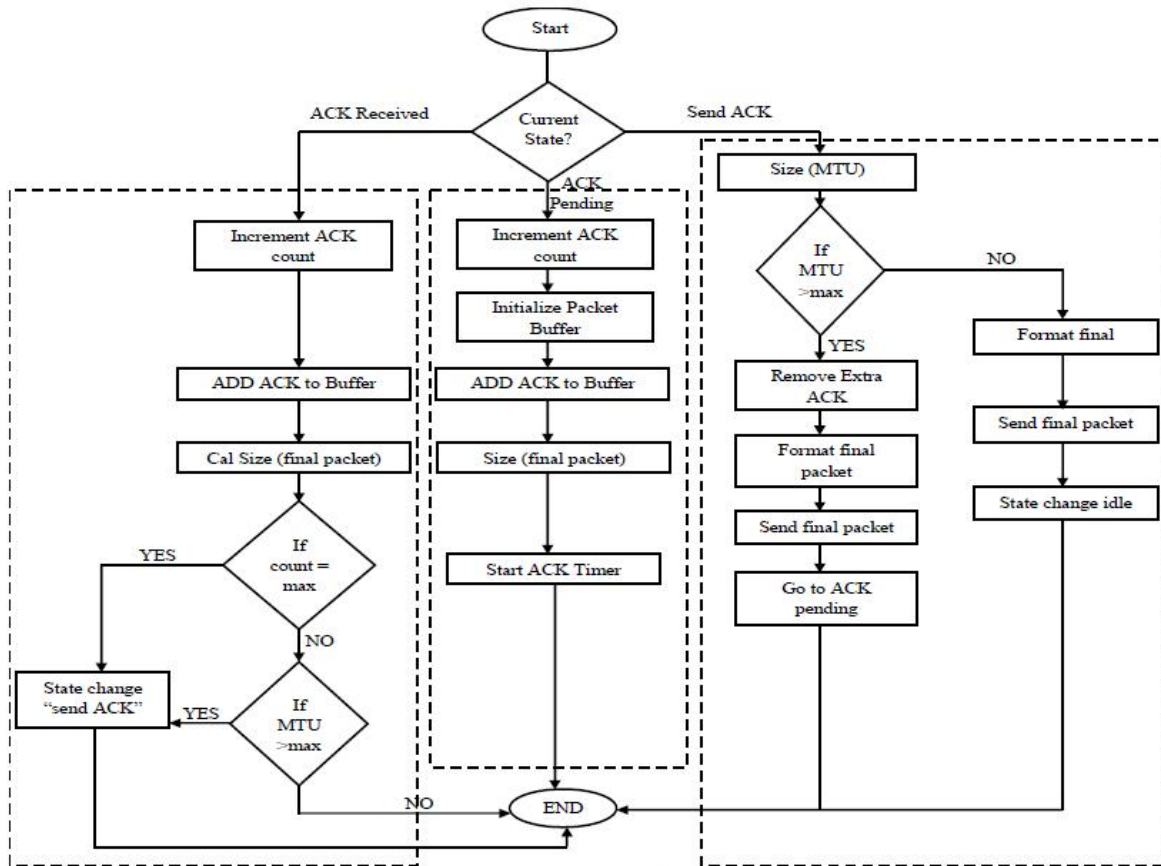 Start
Current
State?
ACK Received
Send ACK
ACK
Pending
Increment ACK
count
ADD ACK to Buffer
Cal Size (final packet)
If
count =
max
YES
NO
State change
“send ACK”
YES
If
MTU
>max
NO
Increment ACK
count
Initialize Packet
Buffer
ADD ACK to Buffer
Size (final packet)
Start ACK Timer
END
Size (MTU)
If
MTU
>max
NO
YES
Remove Extra
ACK
Format final
packet
Send final packet
Go to ACK
pending
Format final
Send final packet
State change idle